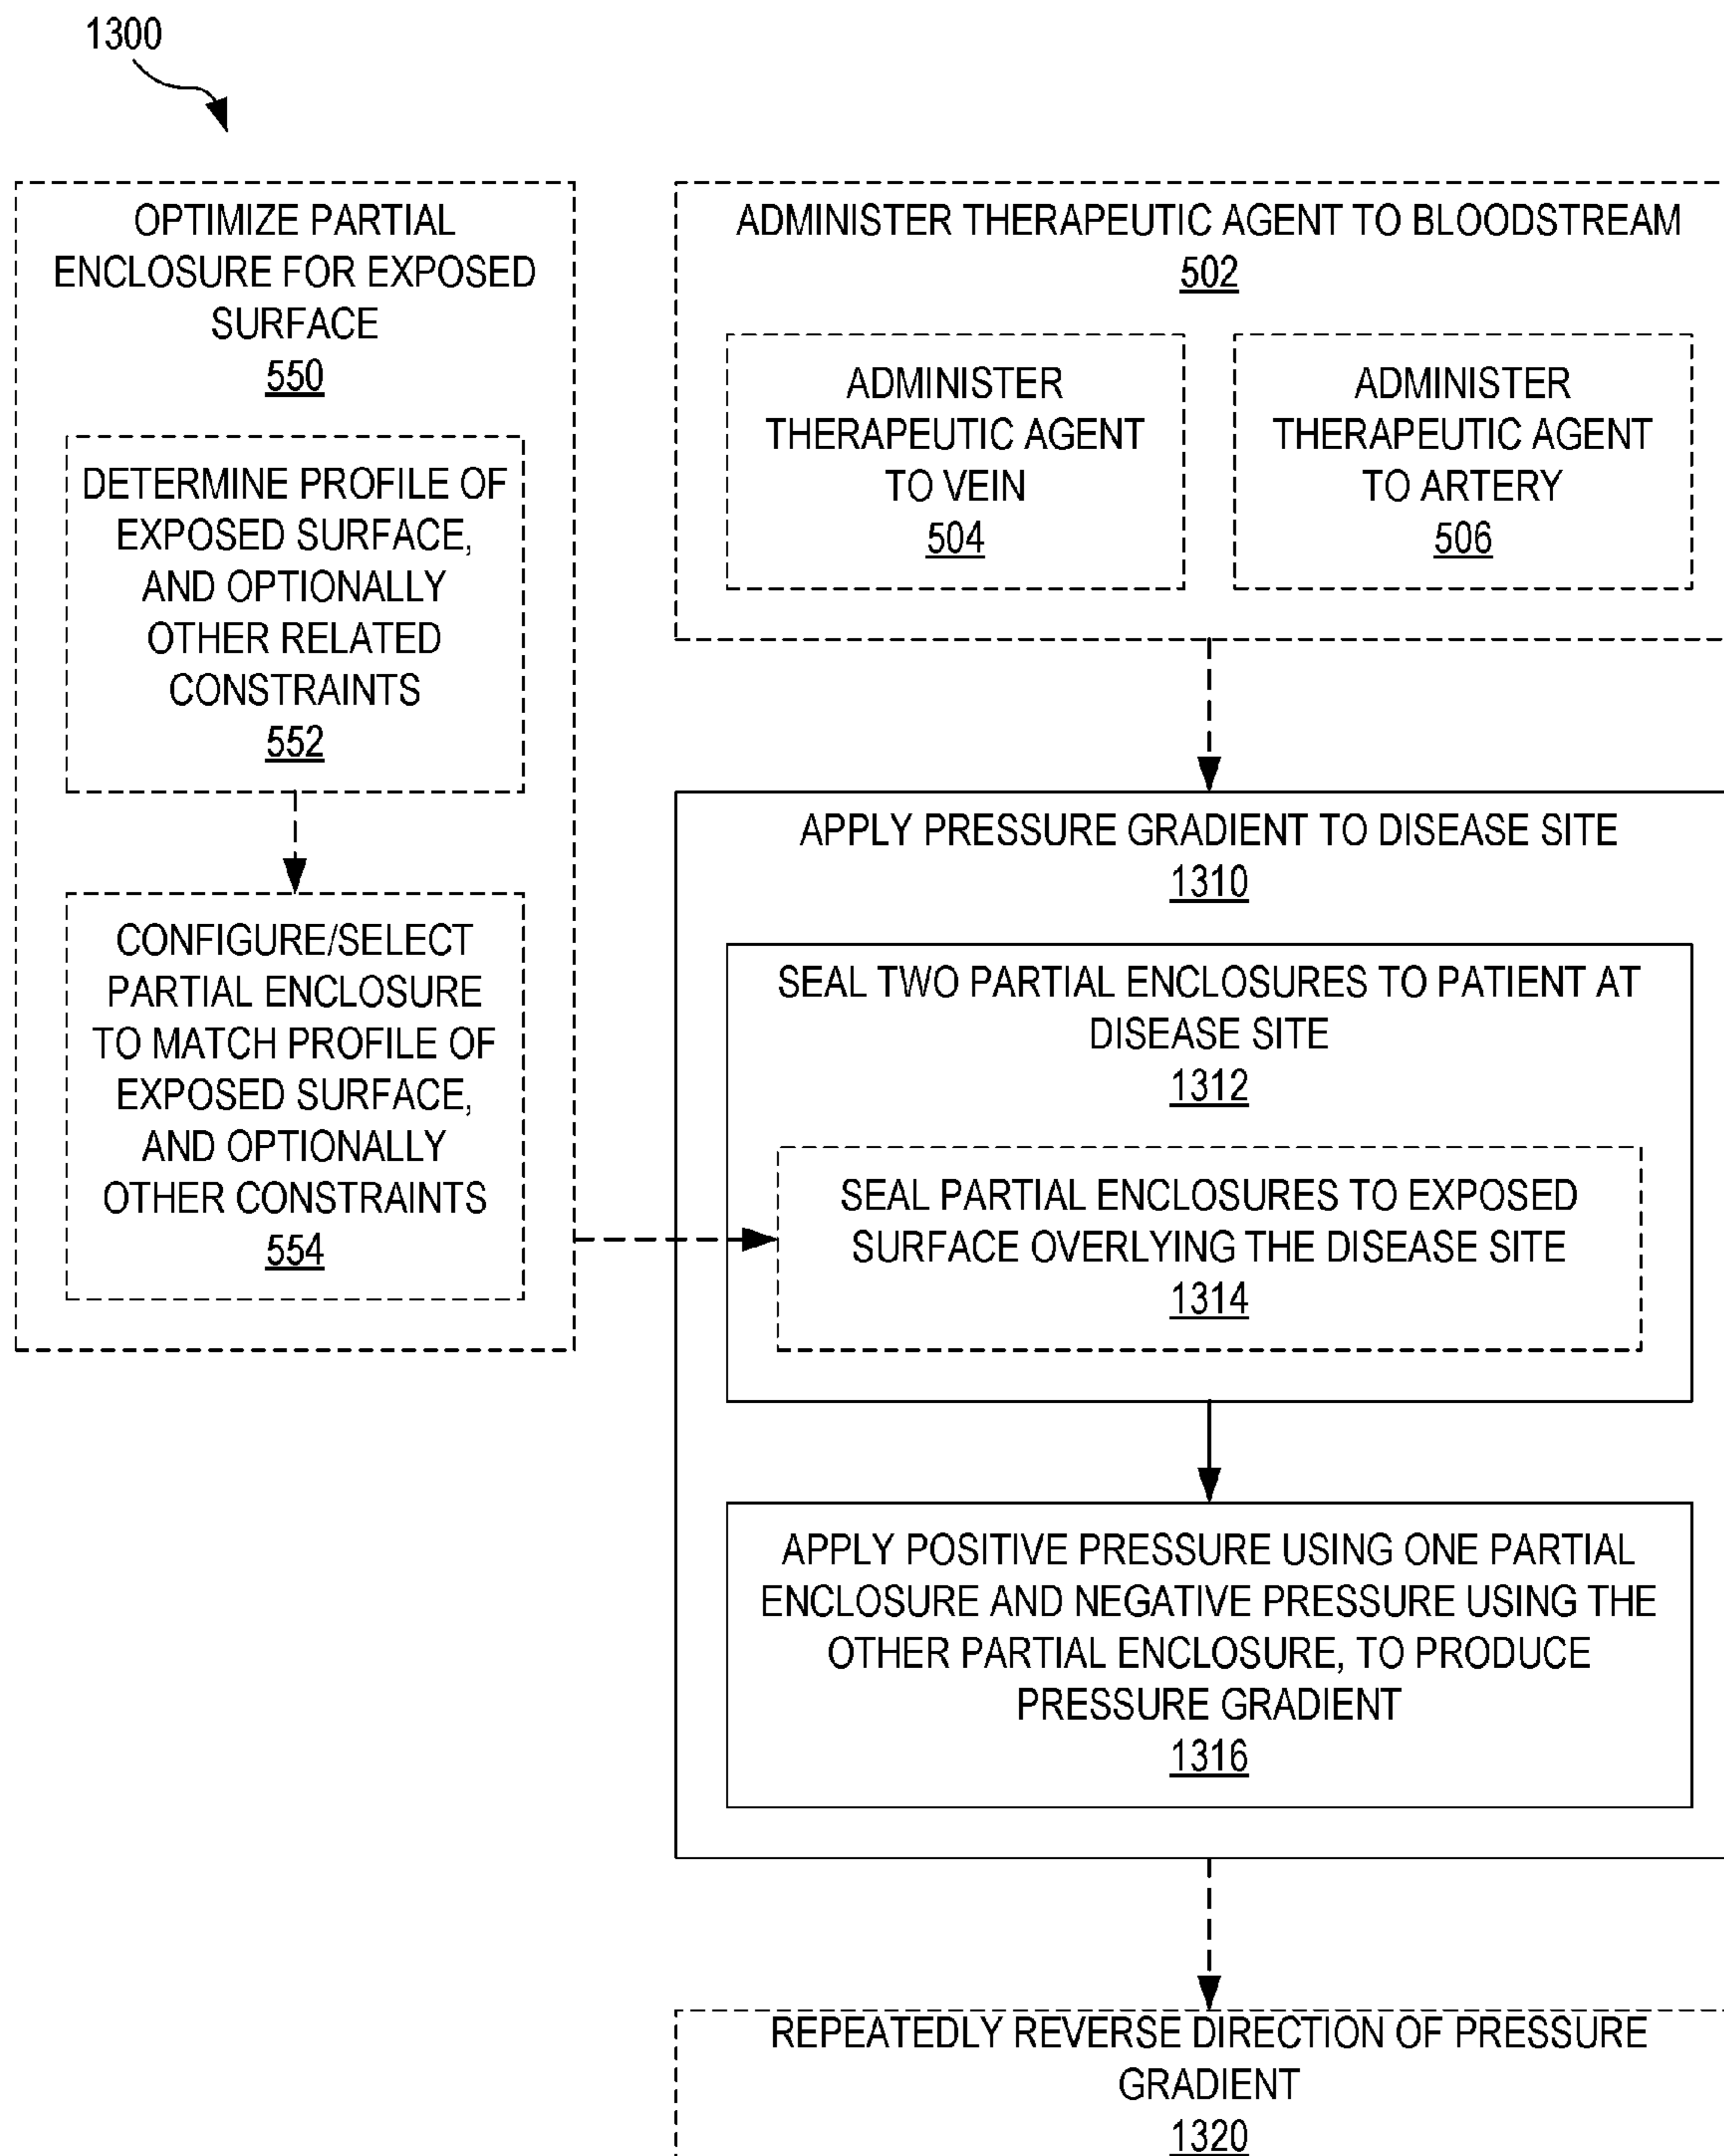 1300
OPTIMIZE PARTIAL
ENCLOSURE FOR EXPOSED
SURFACE
550
DETERMINE PROFILE OF
EXPOSED SURFACE,
AND OPTIONALLY
OTHER RELATED
CONSTRAINTS
552
CONFIGURE/SELECT
PARTIAL ENCLOSURE
TO MATCH PROFILE OF
EXPOSED SURFACE,
AND OPTIONALLY
OTHER CONSTRAINTS
554
ADMINISTER THERAPEUTIC AGENT TO BLOODSTREAM
502
ADMINISTER
THERAPEUTIC AGENT
TO VEIN
504
ADMINISTER
THERAPEUTIC AGENT
TO ARTERY
506
APPLY PRESSURE GRADIENT TO DISEASE SITE
1310
SEAL TWO PARTIAL ENCLOSURES TO PATIENT AT
DISEASE SITE
1312
SEAL PARTIAL ENCLOSURES TO EXPOSED
SURFACE OVERLYING THE DISEASE SITE
1314
APPLY POSITIVE PRESSURE USING ONE PARTIAL
ENCLOSURE AND NEGATIVE PRESSURE USING THE
OTHER PARTIAL ENCLOSURE, TO PRODUCE
PRESSURE GRADIENT
1316
REPEATEDLY REVERSE DIRECTION OF PRESSURE
GRADIENT
1320